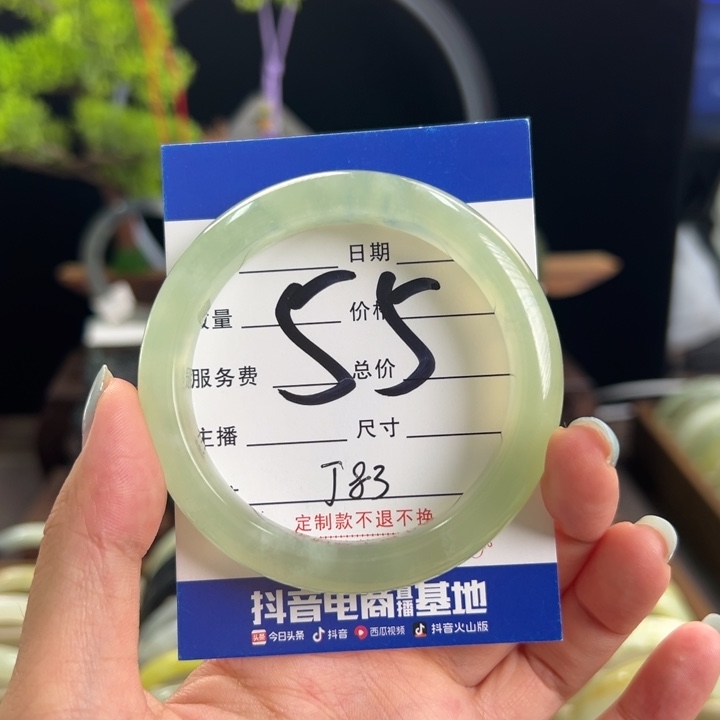 日期
55
量 价格
服务费 总价
主播 尺寸
J83
定制款不退不换
抖音电商直播基地
今日头条 抖音 西瓜视频 抖音火山版